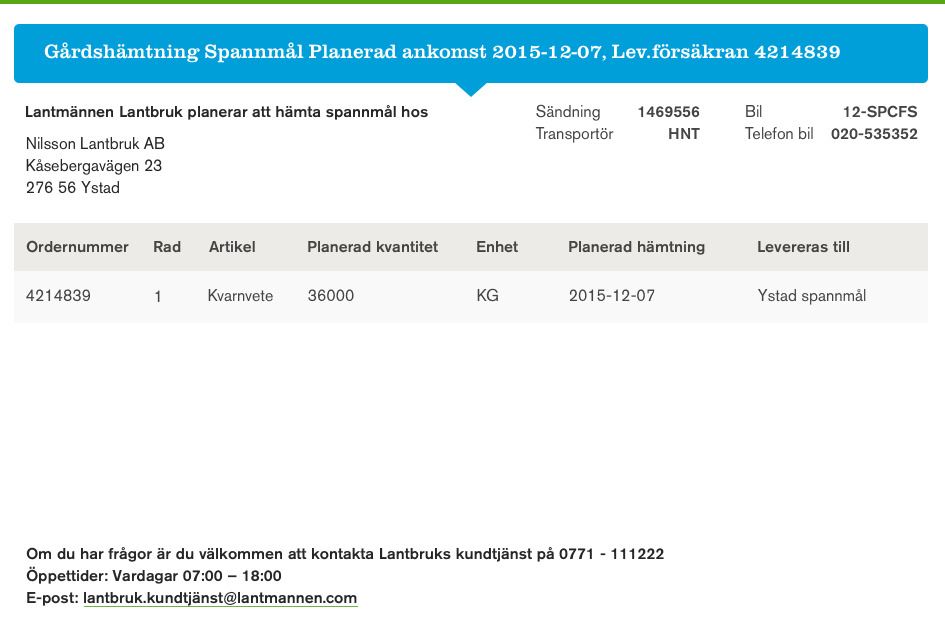 Gårdshämtning Spannmål Planerad ankomst 2015-12-07, Lev.försäkran 4214839
Lantmännen Lantbruk planerar att hämta spannmål hos
Nilsson Lantbruk AB
Kåsebergavägen 23
276 56 Ystad
Sändning 1469556
Transportör HNT
Bil 12-SPCFS
Telefon bil 020-535352
Ordernummer Rad Artikel Planerad kvantitet Enhet Planerad hämtning Levereras till
4214839 1 Kvarnvete 36000 KG 2015-12-07 Ystad spannmål
Om du har frågor är du välkommen att kontakta Lantbruks kundtjänst på 0771 - 111222
Öppettider: Vardagar 07:00 – 18:00
E-post: lantbruk.kundtjänst@lantmannen.com